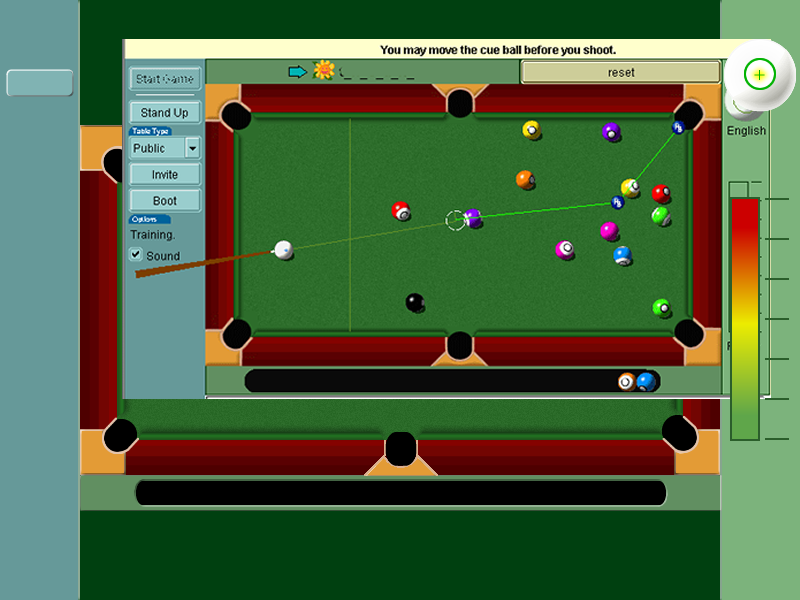 You may move the cue ball before you shoot.
Start Game
reset
Stand Up
English
Table Type
Public
Invite
Boot
Options
Training.
Sound